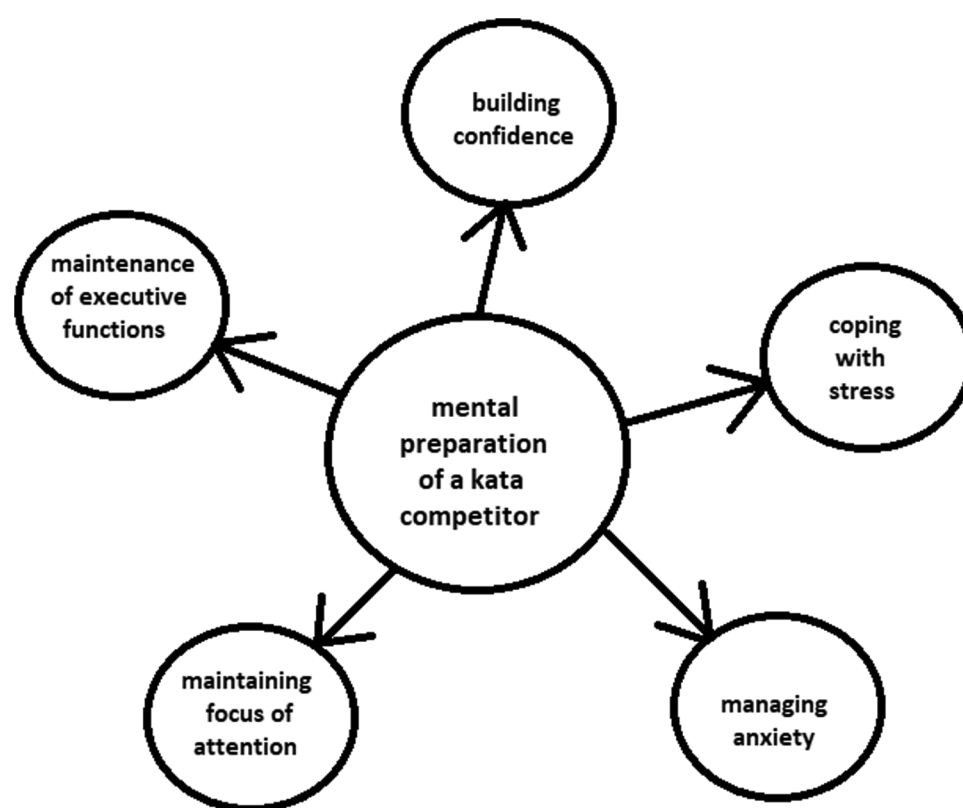 building
confidence
maintenance
of executive
functions
coping
with
stress
mental
preparation
of a kata
competitor
maintaining
focus of
attention
managing
anxiety